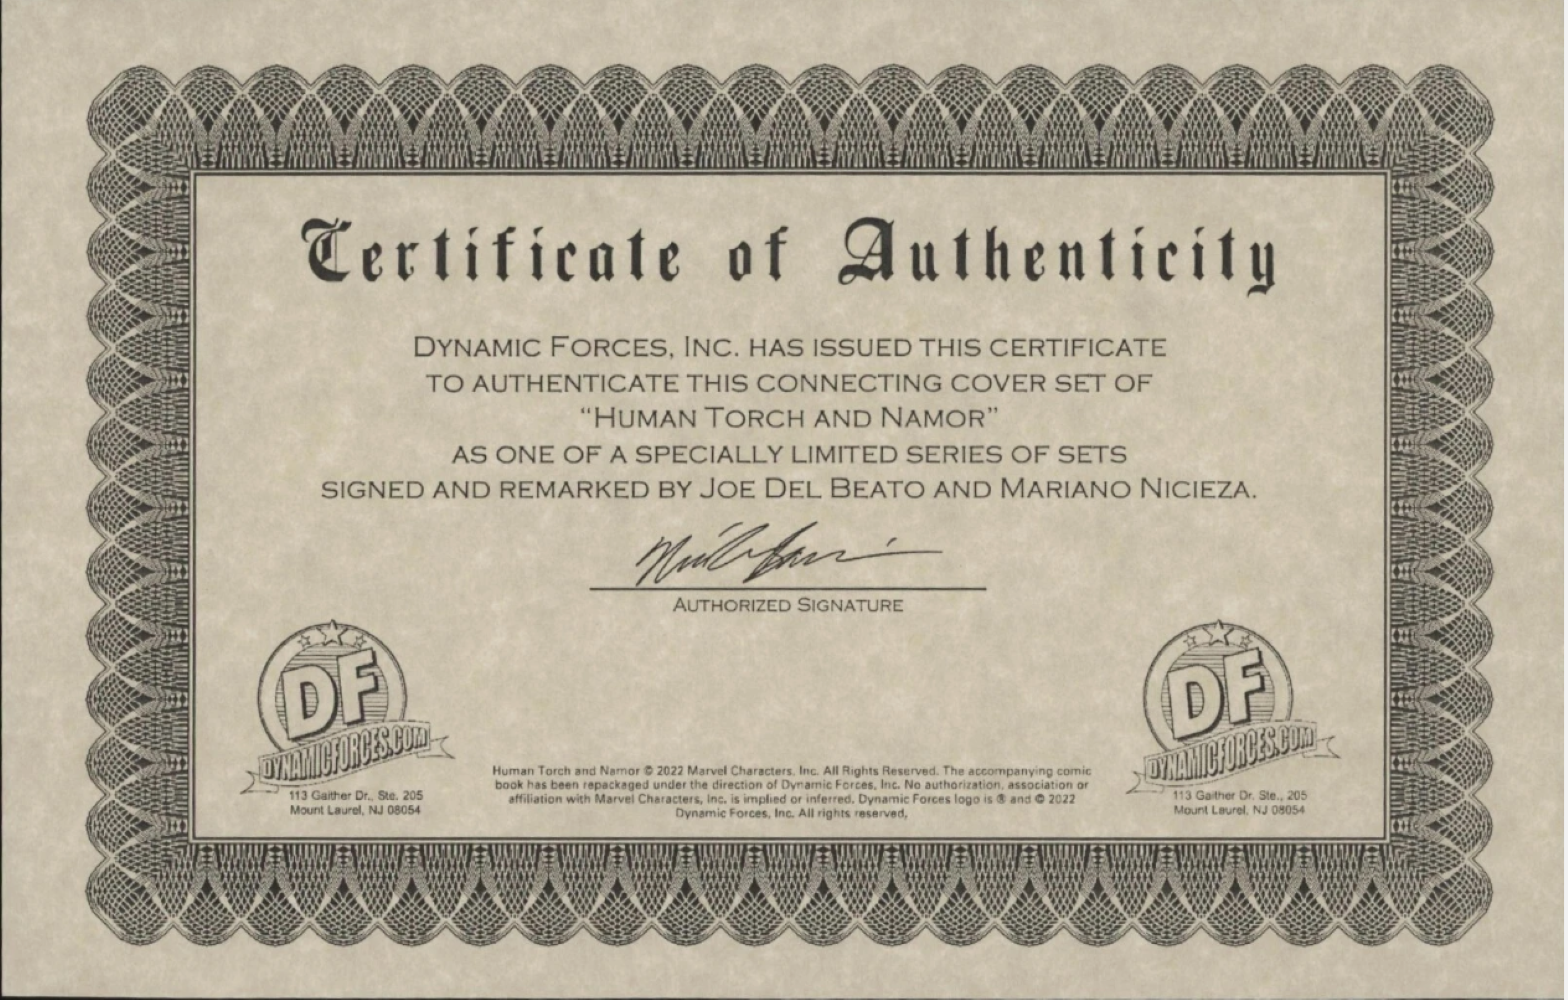 Certificate of Authenticity
DYNAMIC FORCES, INC. HAS ISSUED THIS CERTIFICATE
TO AUTHENTICATE THIS CONNECTING COVER SET OF
“HUMAN TORCH AND NAMOR”
AS ONE OF A SPECIALLY LIMITED SERIES OF SETS
SIGNED AND REMARKED BY JOE DEL BEATO AND MARIANO NICIEZA.
AUTHORIZED SIGNATURE
DF
DYNAMICFORCES.COM
113 Gaither Dr., Ste. 205
Mount Laurel, NJ 08054
Human Torch and Namor © 2022 Marvel Characters, Inc. All Rights Reserved. The accompanying comic
book has been repackaged under the direction of Dynamic Forces, Inc. No authorization, association or
affiliation with Marvel Characters, Inc. is implied or inferred. Dynamic Forces logo is ® and © 2022
Dynamic Forces, Inc. All rights reserved,
DF
DYNAMICFORCES.COM
113 Gaither Dr. Ste., 205
Mount Laurel, NJ 08054